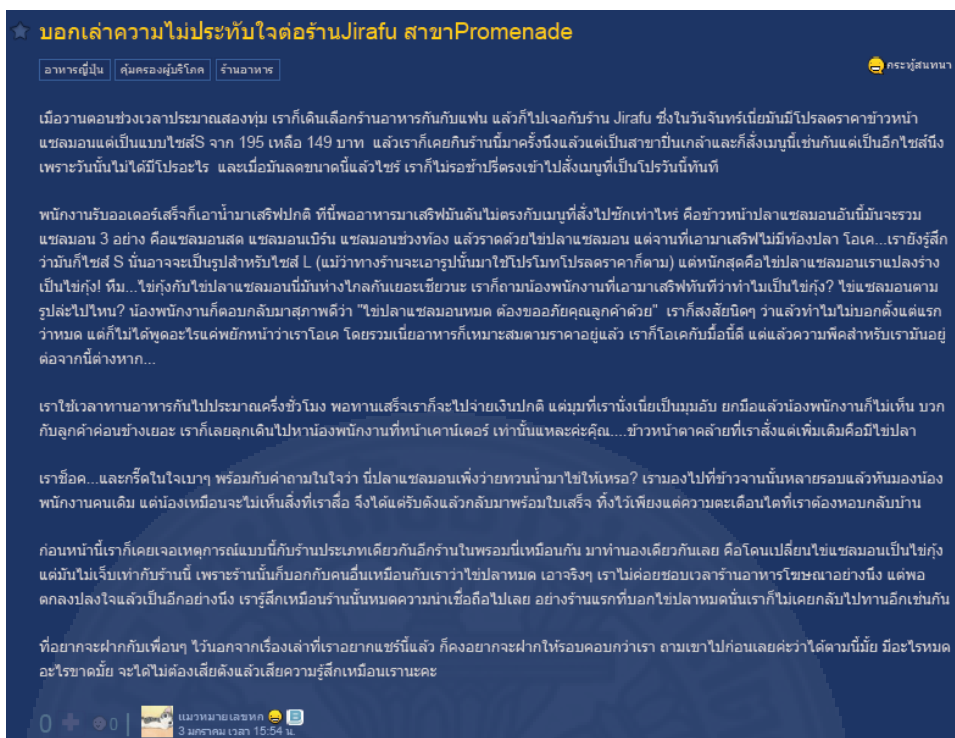 บอกเล่าความไม่ประทับใจต่อร้านJirafu สาขาPromenade
อาหารญี่ปุ่น คุ้มครองผู้บริโภค ร้านอาหาร
กระทู้สนทนา
เมื่อวานตอนช่วงเวลาประมาณสองทุ่ม เราก็เดินเลือกร้านอาหารกันกับแฟน แล้วก็ไปเจอกับร้าน Jirafu ซึ่งในวันจันทร์เนี่ยมันมีโปรลดราคาข้าวหน้า
แซลมอนแต่เป็นแบบไซส์S จาก 195 เหลือ 149 บาท แล้วเราก็เคยกินร้านนี้มาครั้งนึงแล้วแต่เป็นสาขาปิ่นเกล้าและก็สั่งเมนูนี้เช่นกันแต่เป็นอีกไซส์นึง
เพราะวันนั้นไม่ได้มีโปรอะไร และเมื่อมันลดขนาดนี้แล้วไซร์ เราก็ไม่รอช้าปรี่ตรงเข้าไปสั่งเมนูที่เป็นโปรวันนี้ทันที
พนักงานรับออเดอร์เสร็จก็เอาน้ำมาเสริฟปกติ ทีนี้พออาหารมาเสริฟมันดันไม่ตรงกับเมนูที่สั่งไปซักเท่าไหร่ คือข้าวหน้าปลาแซลมอนอันนี้มันจะรวม
แซลมอน 3 อย่าง คือแซลมอนสด แซลมอนเบิร์น แซลมอนช่วงท้อง แล้วราดด้วยไข่ปลาแซลมอน แต่จานที่เอามาเสริฟไม่มีท้องปลา โอเค...เรายังรู้สึก
ว่ามันก็ไซส์ S นั่นอาจจะเป็นรูปสำหรับไซส์ L (แม้ว่าทางร้านจะเอารูปนั้นมาใช้โปรโมทโปรลดราคาก็ตาม) แต่หนักสุดคือไข่ปลาแซลมอนเราแปลงร่าง
เป็นไข่กุ้ง! หึม...ไข่กุ้งกับไข่ปลาแซลมอนนี่มันห่างไกลกันเยอะเชียวนะ เราก็ถามน้องพนักงานที่เอามาเสริฟทันทีว่าทำไมเป็นไข่กุ้ง? ไข่แซลมอนตาม
รูปล่ะไปไหน? น้องพนักงานก็ตอบกลับมาสุภาพดีว่า "ไข่ปลาแซลมอนหมด ต้องขออภัยคุณลูกค้าด้วย" เราก็สงสัยนิดๆ ว่าแล้วทำไมไม่บอกตั้งแต่แรก
ว่าหมด แต่ก็ไม่ได้พูดอะไรแค่พยักหน้าว่าเราโอเค โดยรวมเนี่ยอาหารก็เหมาะสมตามราคาอยู่แล้ว เราก็โอเคกับมื้อนี้ดี แต่แล้วความพีคสำหรับเรามันอยู่
ต่อจากนี้ต่างหาก...
เราใช้เวลาทานอาหารกันไปประมาณครึ่งชั่วโมง พอทานเสร็จเราก็จะไปจ่ายเงินปกติ แต่มุมที่เรานั่งเนี่ยเป็นมุมอับ ยกมือแล้วน้องพนักงานก็ไม่เห็น บวก
กับลูกค้าค่อนข้างเยอะ เราก็เลยลุกเดินไปหาน้องพนักงานที่หน้าเคาน์เตอร์ เท่านั้นแหละค่ะคุ๊ณ....ข้าวหน้าตาคล้ายที่เราสั่งแต่เพิ่มเติมคือมีไข่ปลา
เราช็อค...และกรี๊ดในใจเบาๆ พร้อมกับคำถามในใจว่า นี่ปลาแซลมอนเพิ่งว่ายทวนน้ำมาไข่ให้เหรอ? เรามองไปที่ข้าวจานนั้นหลายรอบแล้วหันมองน้อง
พนักงานคนเดิม แต่น้องเหมือนจะไม่เห็นสิ่งที่เราสื่อ จึงได้แต่รับตังแล้วกลับมาพร้อมใบเสร็จ ทิ้งไว้เพียงแต่ความตะเตือนไตที่เราต้องหอบกลับบ้าน
ก่อนหน้านี้เราก็เคยเจอเหตุการณ์แบบนี้กับร้านประเภทเดียวกันอีกร้านในพรอมนี่เหมือนกัน มาทำนองเดียวกันเลย คือโดนเปลี่ยนไข่แซลมอนเป็นไข่กุ้ง
แต่มันไม่เจ็บเท่ากับร้านนี้ เพราะร้านนั้นก็บอกกับคนอื่นเหมือนกับเราว่าไข่ปลาหมด เอาจริงๆ เราไม่ค่อยชอบเวลาร้านอาหารโฆษณาอย่างนึง แต่พอ
ตกลงปลงใจแล้วเป็นอีกอย่างนึง เรารู้สึกเหมือนร้านนั้นหมดความน่าเชื่อถือไปเลย อย่างร้านแรกที่บอกไข่ปลาหมดนั่นเราก็ไม่เคยกลับไปทานอีกเช่นกัน
ที่อยากจะฝากกับเพื่อนๆ ไว้นอกจากเรื่องเล่าที่เราอยากแชร์นี้แล้ว ก็คงอยากจะฝากให้รอบคอบกว่าเรา ถามเขาไปก่อนเลยค่ะว่าได้ตามนี้มั้ย มีอะไรหมด
อะไรขาดมั้ย จะได้ไม่ต้องเสียตังแล้วเสียความรู้สึกเหมือนเรานะคะ
0 0 แมวหมายเลขหก
3 มกราคม เวลา 15:54 น.